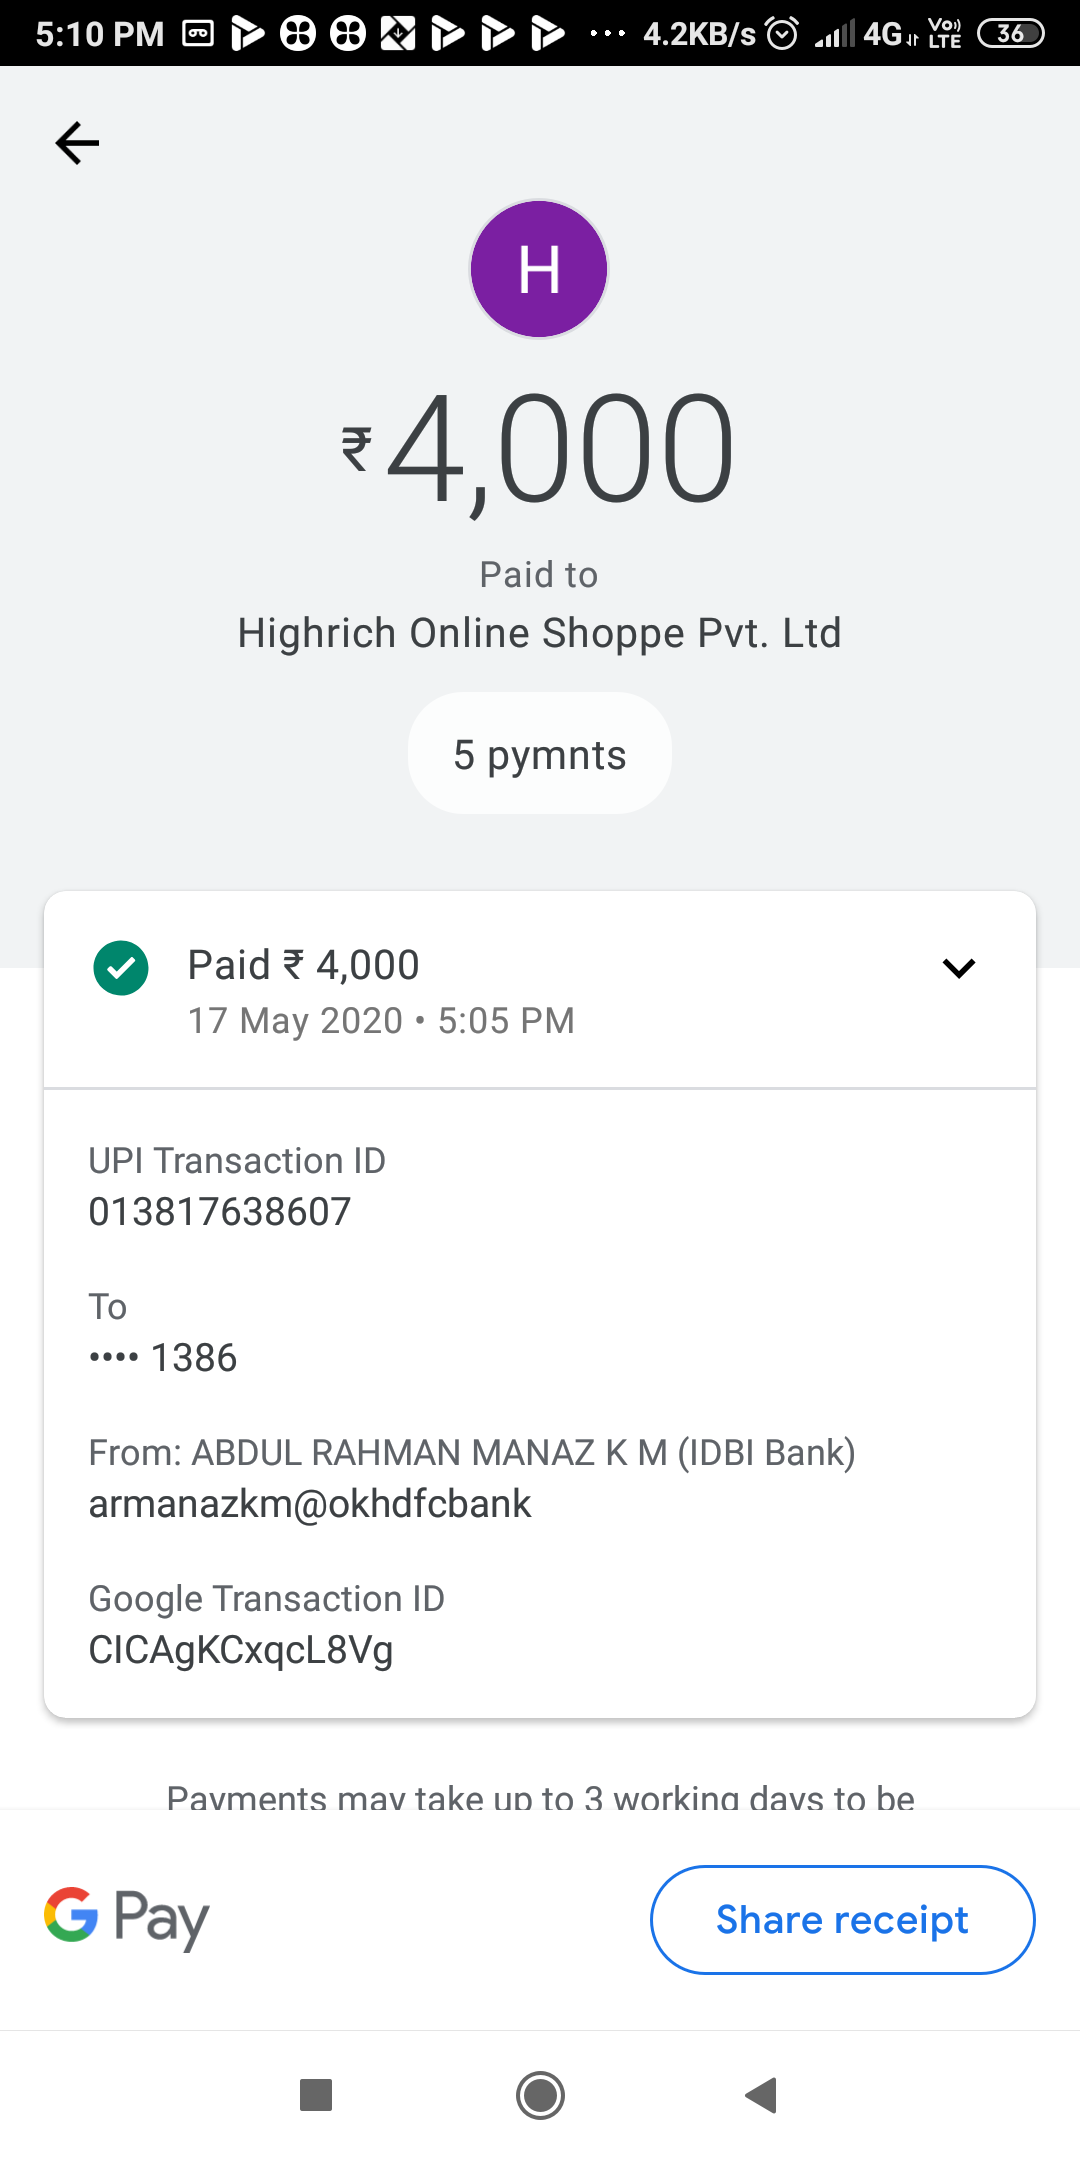 5:10 PM 4.2KB/s 4G Vo)) LTE 36
H
₹4,000
Paid to
Highrich Online Shoppe Pvt. Ltd
5 pymnts
Paid ₹ 4,000
17 May 2020 • 5:05 PM
UPI Transaction ID
013817638607
To
•••• 1386
From: ABDUL RAHMAN MANAZ K M (IDBI Bank)
armanazkm@okhdfcbank
Google Transaction ID
CICAgKCxqcL8Vg
Payments may take up to 3 working days to be
G Pay
Share receipt